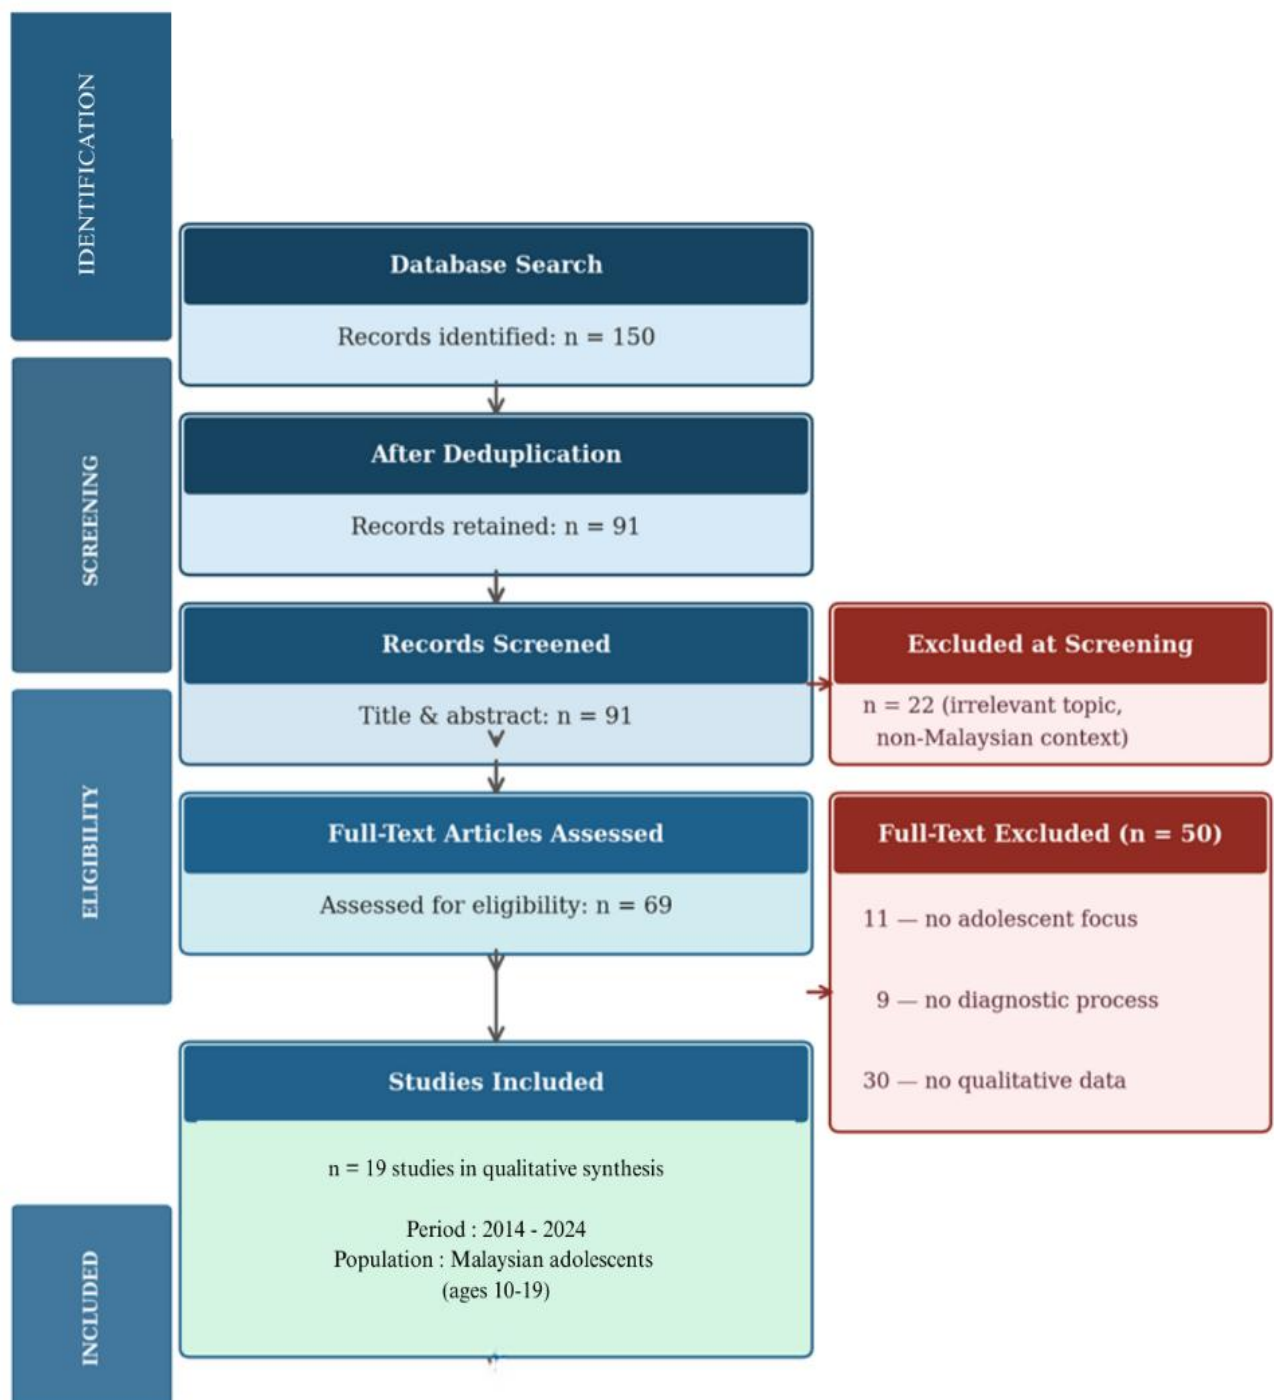 IDENTIFICATION
Database Search
Records identified: n = 150
SCREENING
After Deduplication
Records retained: n = 91
Records Screened
Title & abstract: n = 91
Excluded at Screening
n = 22 (irrelevant topic,
non-Malaysian context)
ELIGIBILITY
Full-Text Articles Assessed
Assessed for eligibility: n = 69
Full-Text Excluded (n = 50)
11 — no adolescent focus
9 — no diagnostic process
30 — no qualitative data
INCLUDED
Studies Included
n = 19 studies in qualitative synthesis
Period : 2014 - 2024
Population : Malaysian adolescents
(ages 10-19)